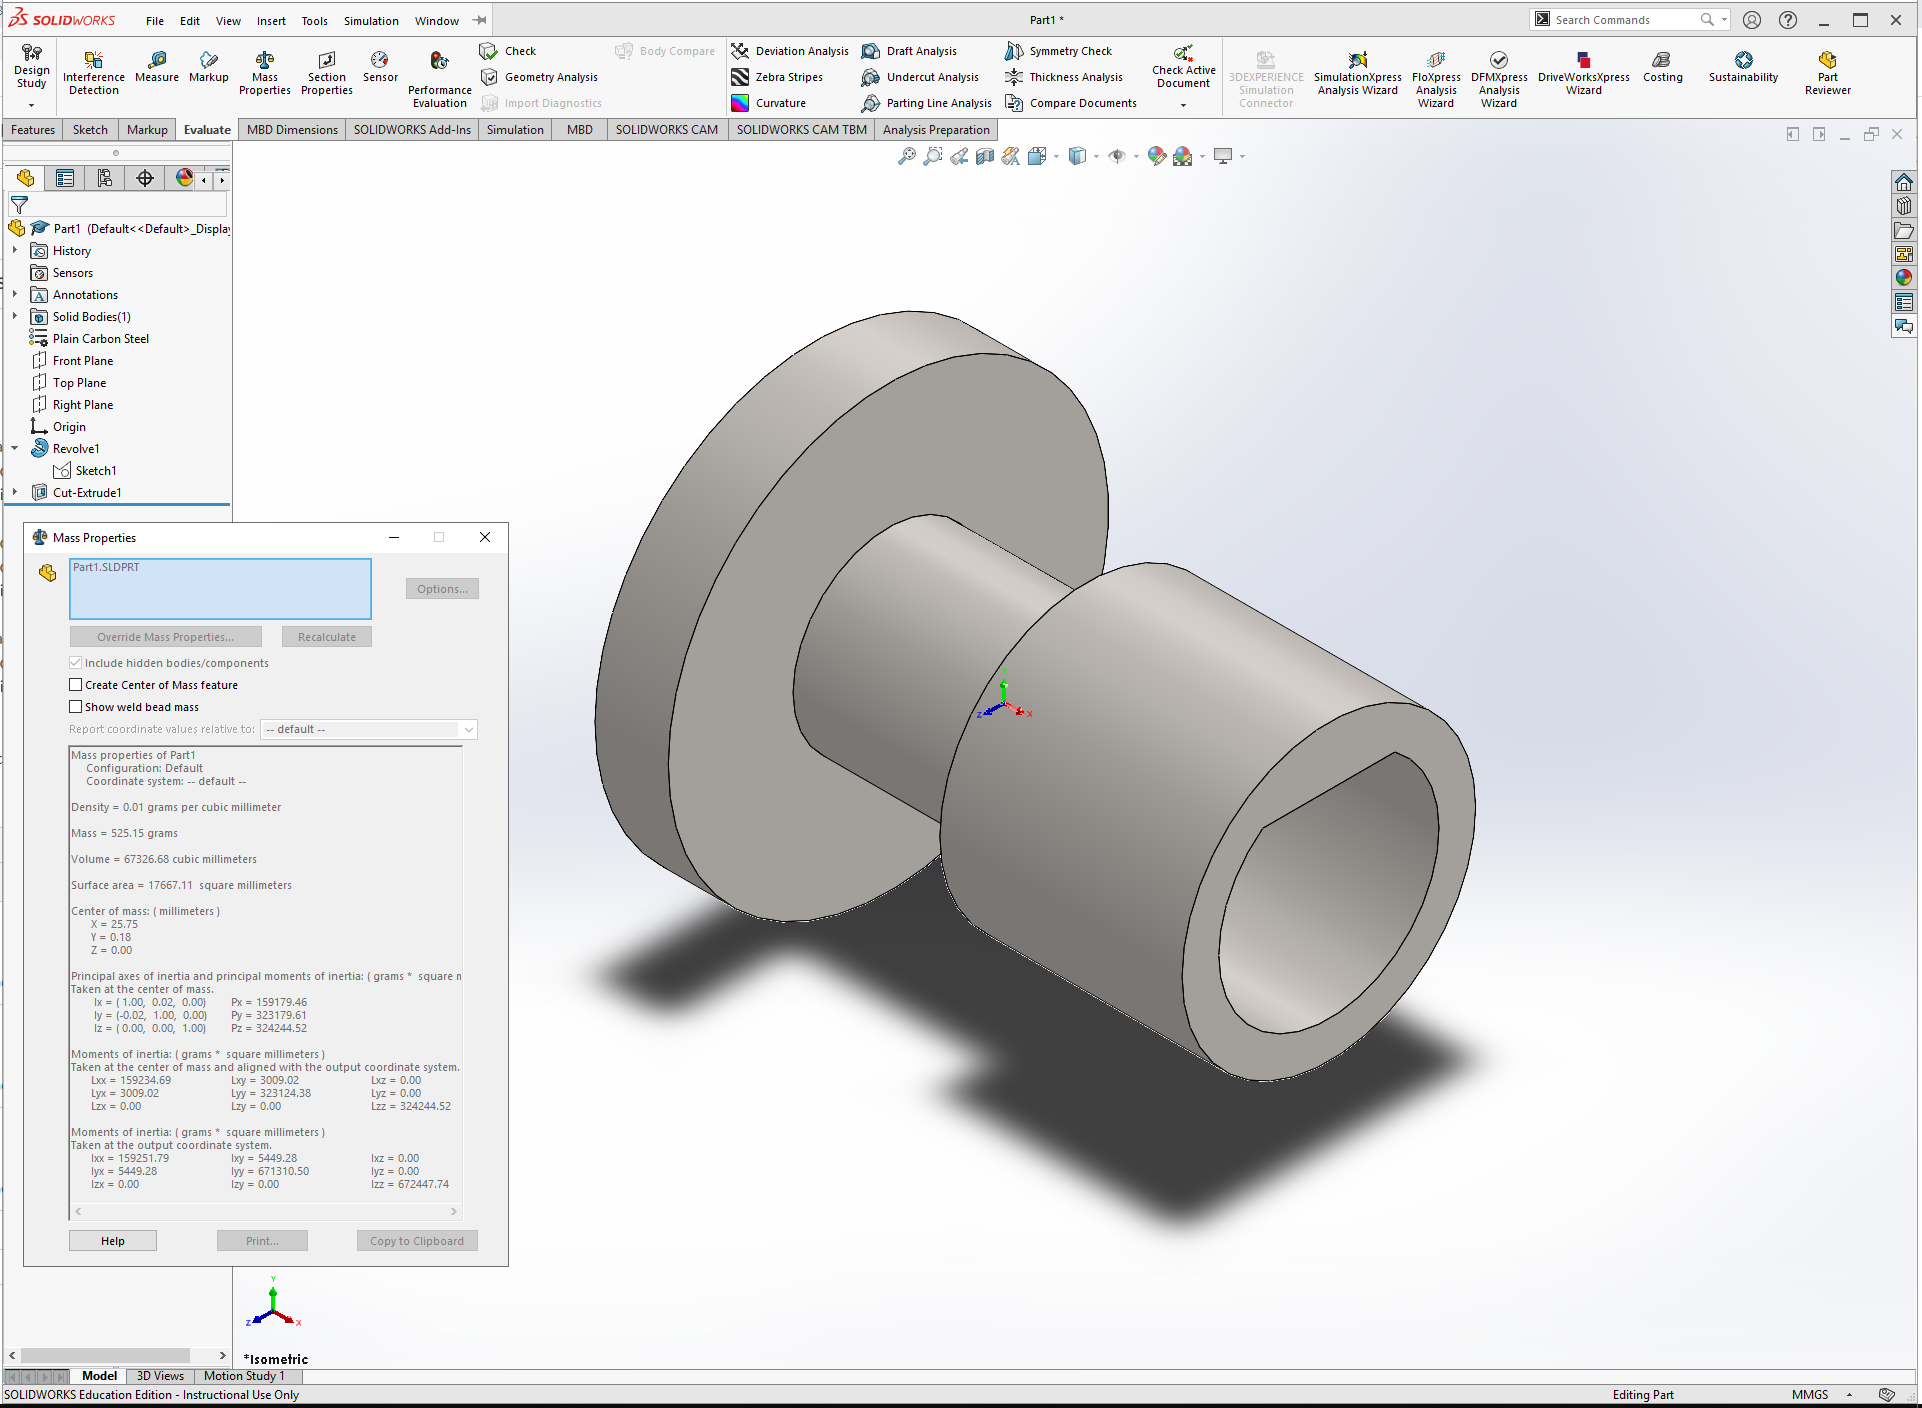 SOLIDWORKS File Edit View Insert Tools Simulation Window Part1 * Search Commands
Design Study
Interference Detection
Measure
Markup
Mass Properties
Section Properties
Sensor
Performance Evaluation
Check
Geometry Analysis
Import Diagnostics
Body Compare
Deviation Analysis
Zebra Stripes
Curvature
Draft Analysis
Undercut Analysis
Parting Line Analysis
Symmetry Check
Thickness Analysis
Compare Documents
Check Active Document
3DEXPERIENCE Simulation Connector
SimulationXpress Analysis Wizard
FloXpress Analysis Wizard
DFMXpress Analysis Wizard
DriveWorksXpress Wizard
Costing
Sustainability
Part Reviewer
Features Sketch Markup Evaluate MBD Dimensions SOLIDWORKS Add-Ins Simulation MBD SOLIDWORKS CAM SOLIDWORKS CAM TBM Analysis Preparation
Part1 (Default<<Default>_Display
History
Sensors
Annotations
Solid Bodies(1)
Plain Carbon Steel
Front Plane
Top Plane
Right Plane
Origin
Revolve1
Sketch1
Cut-Extrude1
Mass Properties
Part1.SLDPRT
Options...
Override Mass Properties... Recalculate
Include hidden bodies/components
Create Center of Mass feature
Show weld bead mass
Report coordinate values relative to: -- default --
Mass properties of Part1
Configuration: Default
Coordinate system: -- default --
Density = 0.01 grams per cubic millimeter
Mass = 525.15 grams
Volume = 67326.68 cubic millimeters
Surface area = 17667.11 square millimeters
Center of mass: ( millimeters )
X = 25.75
Y = 0.18
Z = 0.00
Principal axes of inertia and principal moments of inertia: ( grams * square
Taken at the center of mass.
Ix = ( 1.00, 0.02, 0.00) Px = 159179.46
Iy = (-0.02, 1.00, 0.00) Py = 323179.61
Iz = ( 0.00, 0.00, 1.00) Pz = 324244.52
Moments of inertia: ( grams * square millimeters )
Taken at the center of mass and aligned with the output coordinate system.
Lxx = 159234.69 Lxy = 3009.02 Lxz = 0.00
Lyx = 3009.02 Lyy = 323124.38 Lyz = 0.00
Lzx = 0.00 Lzy = 0.00 Lzz = 324244.52
Moments of inertia: ( grams * square millimeters )
Taken at the output coordinate system.
Ixx = 159251.79 Ixy = 5449.28 Ixz = 0.00
Iyx = 5449.28 Iyy = 671310.50 Iyz = 0.00
Izx = 0.00 Izy = 0.00 Izz = 672447.74
Help Print... Copy to Clipboard
Z X
Y
Z X
*Isometric
Model 3D Views Motion Study 1
SOLIDWORKS Education Edition - Instructional Use Only Editing Part MMGS